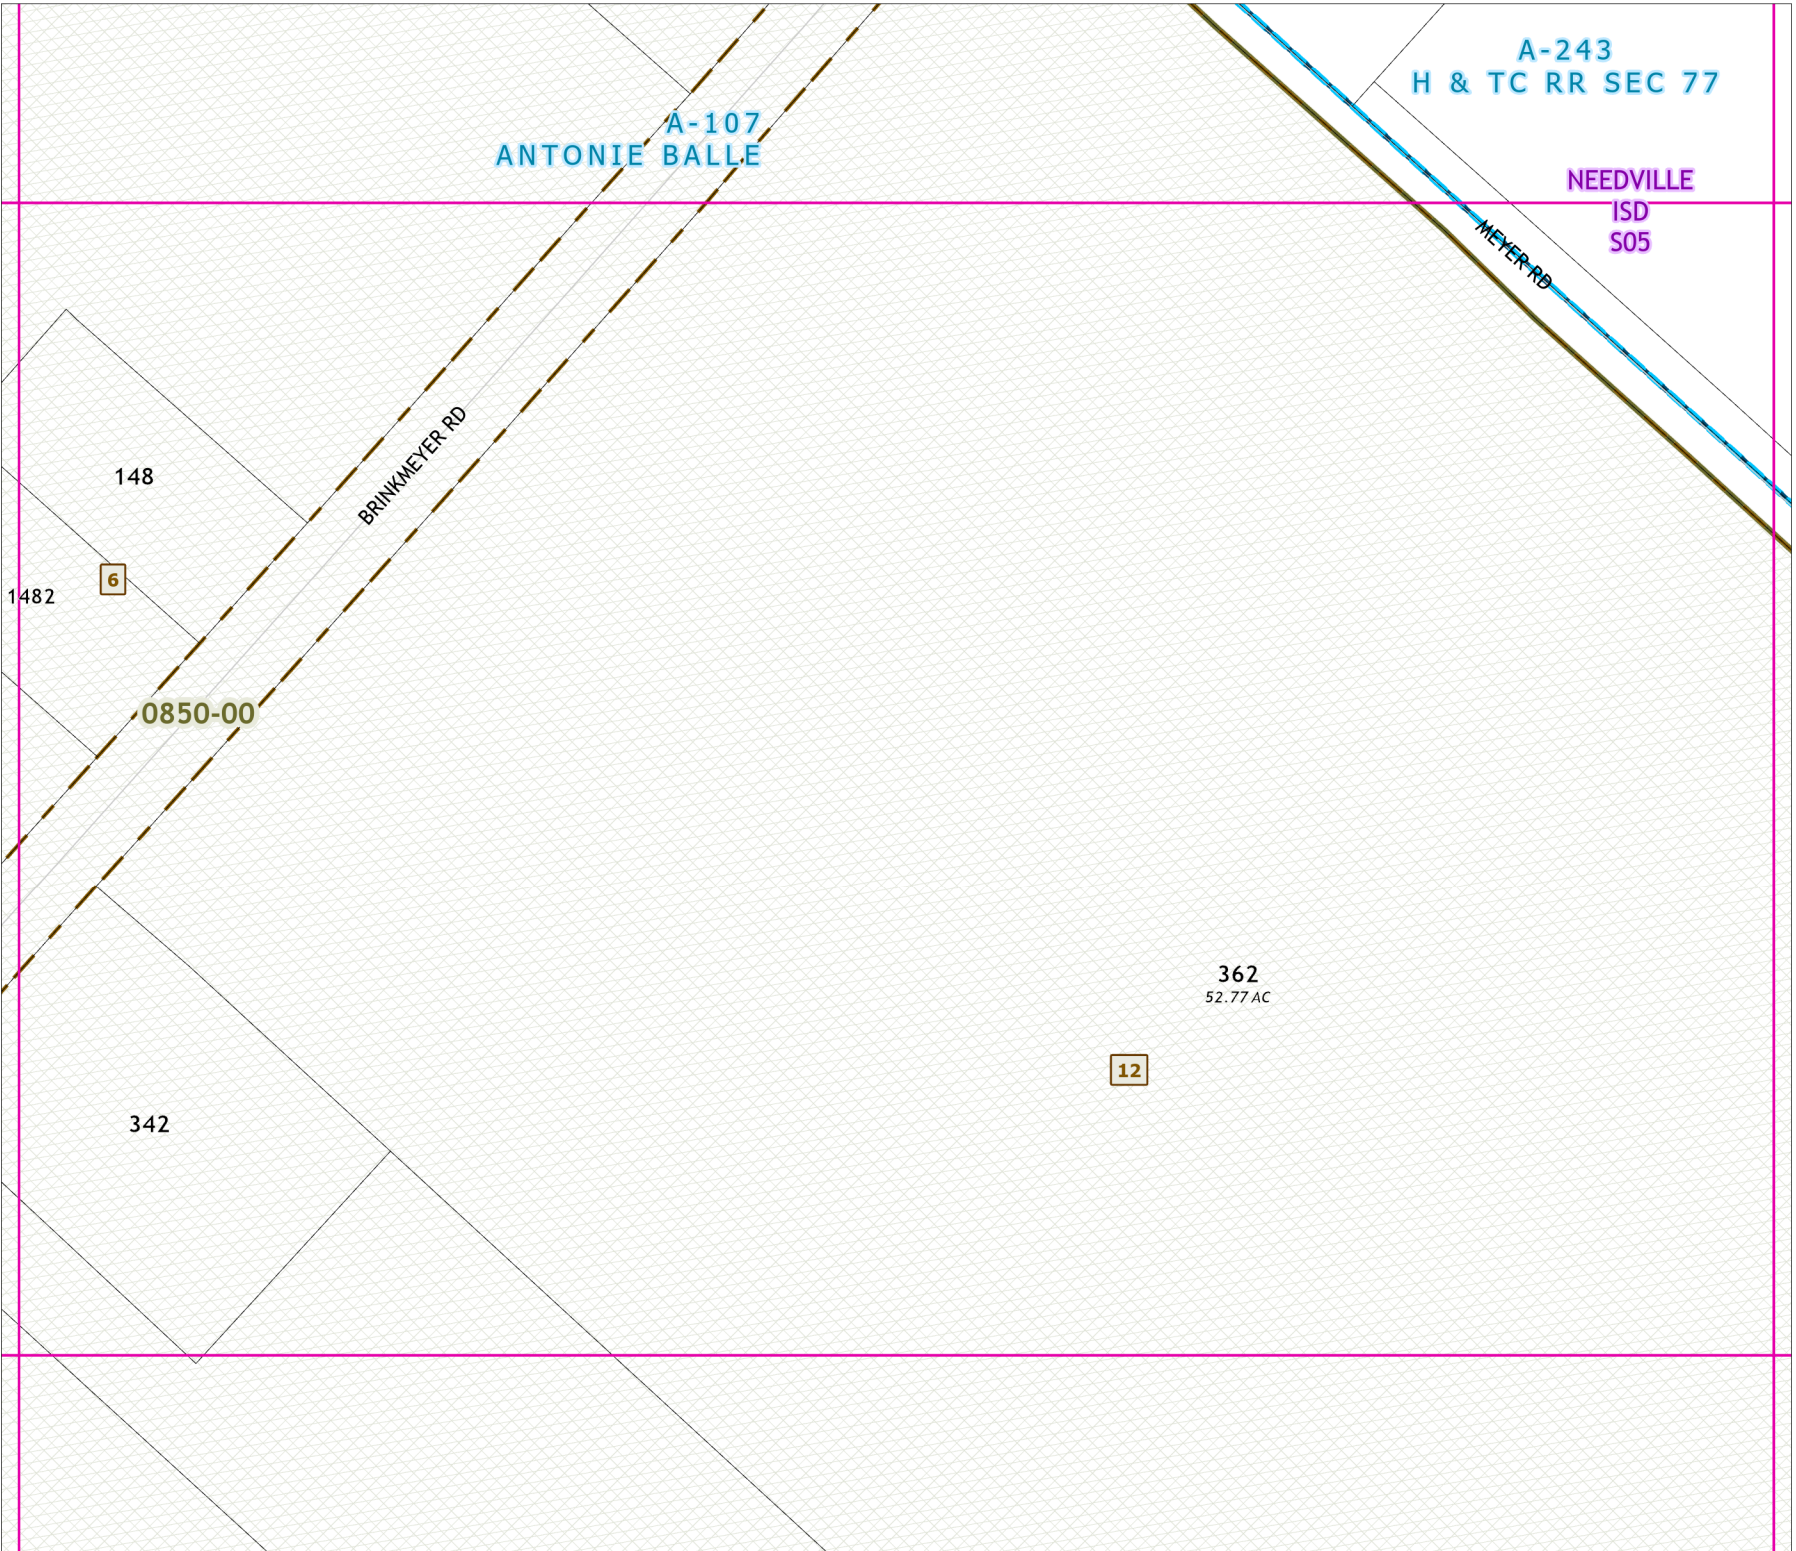 A-243
H & TC RR SEC 77
A-107
ANTONIE BALLE
NEEDVILLE
ISD
S05
MEYER RD
BRINKMEYER RD
148
6
1482
0850-00
362
52.77 AC
12
342